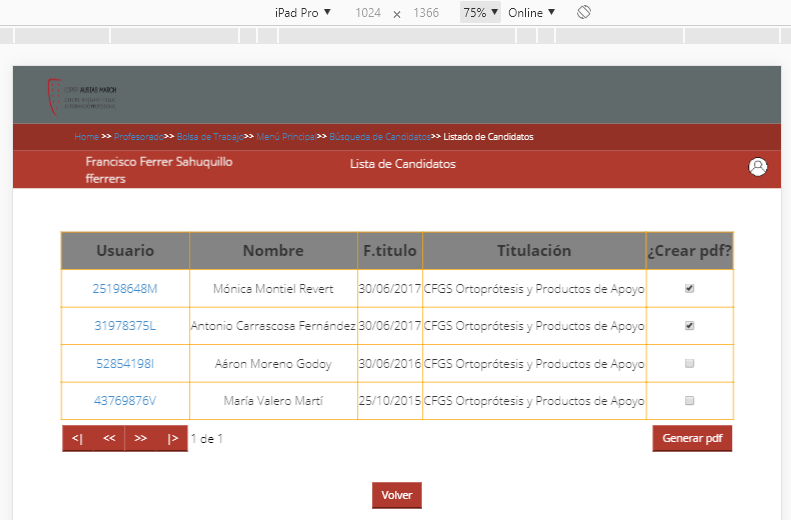 iPad Pro ▼ 1024 × 1366 75% ▼ Online ▼
AUSIÀS MARCH
Home >> Profesorado>> Bolsa de Trabajo>> Menú Principal>> Búsqueda de Candidatos>> Listado de Candidatos
Francisco Ferrer Sahuquillo Lista de Candidatos
fferrers
Usuario Nombre F.titulo Titulación ¿Crear pdf?
25198648M Mónica Montiel Revert 30/06/2017 CFGS Ortoprótesis y Productos de Apoyo
31978375L Antonio Carrascosa Fernández 30/06/2017 CFGS Ortoprótesis y Productos de Apoyo
52854198I Aáron Moreno Godoy 30/06/2016 CFGS Ortoprótesis y Productos de Apoyo
43769876V María Valero Martí 25/10/2015 CFGS Ortoprótesis y Productos de Apoyo
<| << >> |> 1 de 1 Generar pdf
Volver